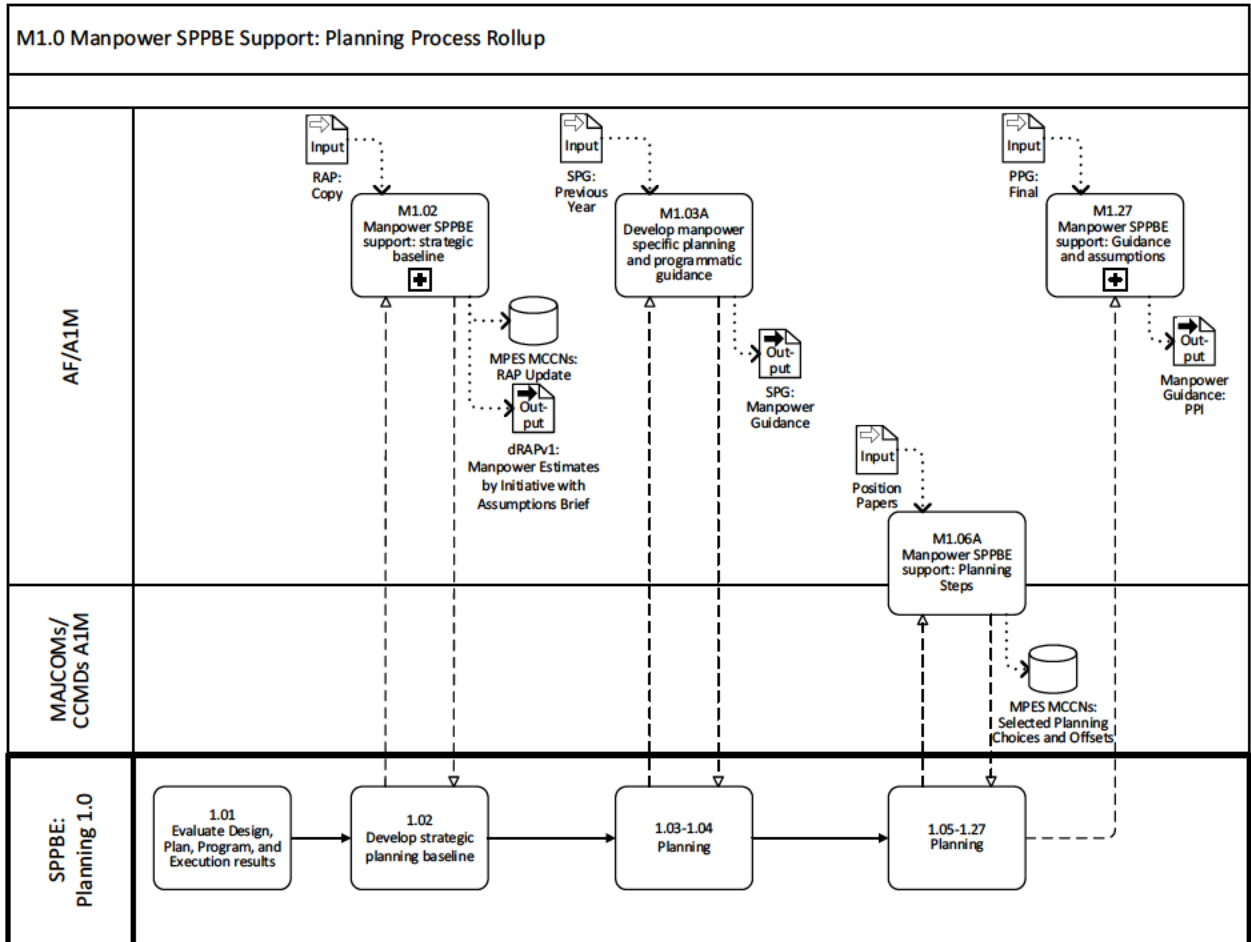 M1.0 Manpower SPPBE Support: Planning Process Rollup
AF/A1M
Input
RAP:
Copy
M1.02
Manpower SPPBE
support: strategic
baseline
MPES MCCNs:
RAP Update
Out-
put
dRAPv1:
Manpower Estimates
by Initiative with
Assumptions Brief
Input
SPG:
Previous
Year
M1.03A
Develop manpower
specific planning
and programmatic
guidance
Out-
put
SPG:
Manpower
Guidance
Input
Position
Papers
M1.06A
Manpower SPPBE
support: Planning
Steps
Input
PPG:
Final
M1.27
Manpower SPPBE
support: Guidance
and assumptions
Out-
put
Manpower
Guidance:
PPI
MAJCOMs/
CCMDs A1M
MPES MCCNs:
Selected Planning
Choices and Offsets
SPPBE:
Planning 1.0
1.01
Evaluate Design,
Plan, Program, and
Execution results
1.02
Develop strategic
planning baseline
1.03-1.04
Planning
1.05-1.27
Planning